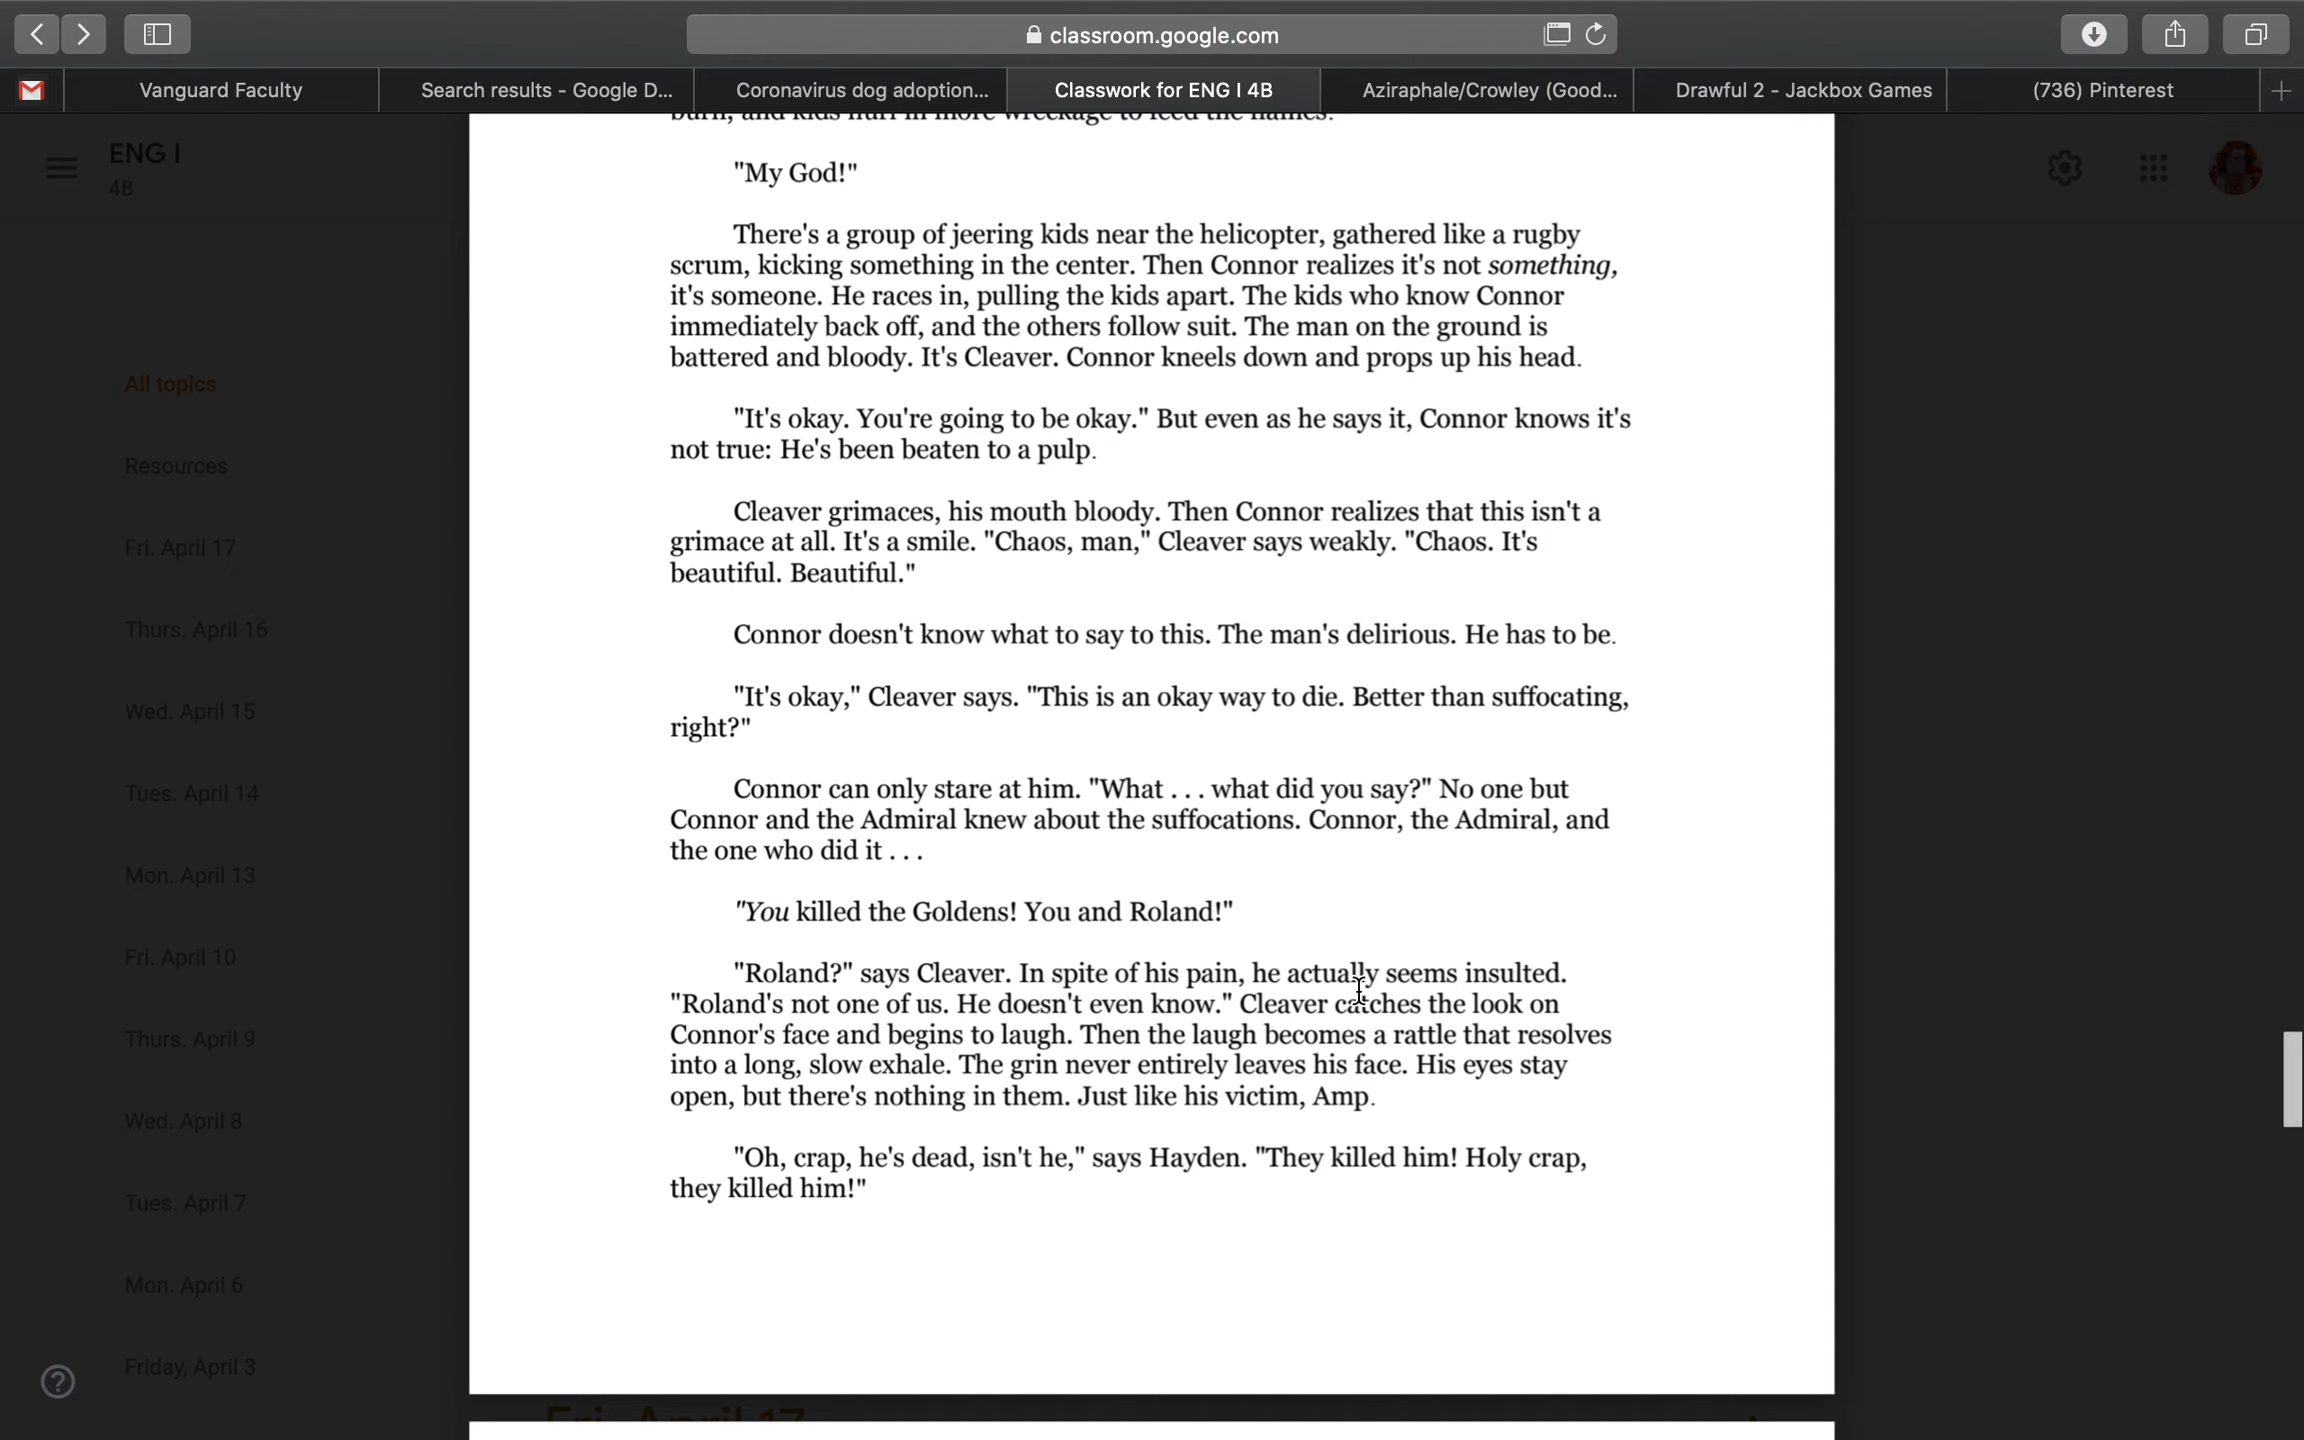 classroom.google.com
Vanguard Faculty
Search results - Google D...
Coronavirus dog adoption...
Classwork for ENG I 4B
Aziraphale/Crowley (Good...
Drawful 2 - Jackbox Games
(736) Pinterest
burn, and kids hurl in more wreckage to feed the flames.
ENG I
4B
All topics
Resources
Fri. April 17
Thurs. April 16
Wed. April 15
Tues. April 14
Mon. April 13
Fri. April 10
Thurs. April 9
Wed. April 8
Tues. April 7
Mon. April 6
Friday, April 3
"My God!"
There's a group of jeering kids near the helicopter, gathered like a rugby
scrum, kicking something in the center. Then Connor realizes it's not something,
it's someone. He races in, pulling the kids apart. The kids who know Connor
immediately back off, and the others follow suit. The man on the ground is
battered and bloody. It's Cleaver. Connor kneels down and props up his head.
"It's okay. You're going to be okay." But even as he says it, Connor knows it's
not true: He's been beaten to a pulp.
Cleaver grimaces, his mouth bloody. Then Connor realizes that this isn't a
grimace at all. It's a smile. "Chaos, man," Cleaver says weakly. "Chaos. It's
beautiful. Beautiful."
Connor doesn't know what to say to this. The man's delirious. He has to be.
"It's okay," Cleaver says. "This is an okay way to die. Better than suffocating,
right?"
Connor can only stare at him. "What . . . what did you say?" No one but
Connor and the Admiral knew about the suffocations. Connor, the Admiral, and
the one who did it . . .
"You killed the Goldens! You and Roland!"
"Roland?" says Cleaver. In spite of his pain, he actually seems insulted.
"Roland's not one of us. He doesn't even know." Cleaver catches the look on
Connor's face and begins to laugh. Then the laugh becomes a rattle that resolves
into a long, slow exhale. The grin never entirely leaves his face. His eyes stay
open, but there's nothing in them. Just like his victim, Amp.
"Oh, crap, he's dead, isn't he," says Hayden. "They killed him! Holy crap,
they killed him!"
Fri. April 17